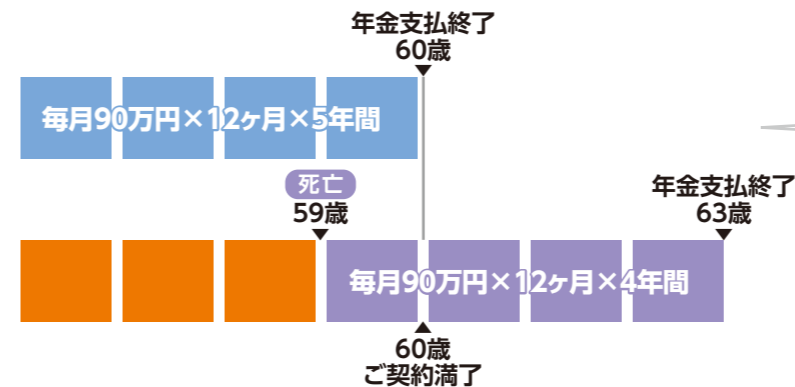 年金支払終了
60歳
毎月90万円×12ヶ月×5年間
死亡
59歳
年金支払終了
63歳
毎月90万円×12ヶ月×4年間
60歳
ご契約満了